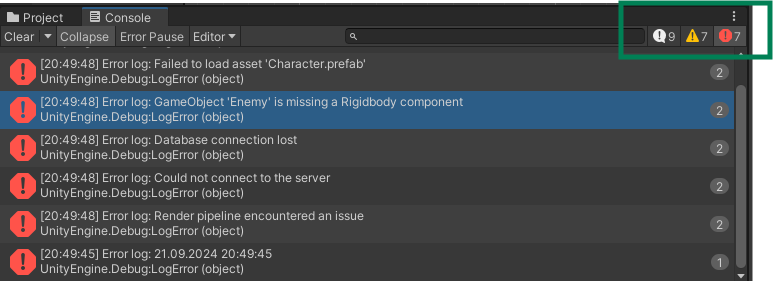 Project Console
Clear Collapse Error Pause Editor 9 7 7
[20:49:48] Error log: Failed to load asset 'Character.prefab'
UnityEngine.Debug:LogError (object)
2
[20:49:48] Error log: GameObject 'Enemy' is missing a Rigidbody component
UnityEngine.Debug:LogError (object)
2
[20:49:48] Error log: Database connection lost
UnityEngine.Debug:LogError (object)
2
[20:49:48] Error log: Could not connect to the server
UnityEngine.Debug:LogError (object)
2
[20:49:48] Error log: Render pipeline encountered an issue
UnityEngine.Debug:LogError (object)
2
[20:49:45] Error log: 21.09.2024 20:49:45
UnityEngine.Debug:LogError (object)
1